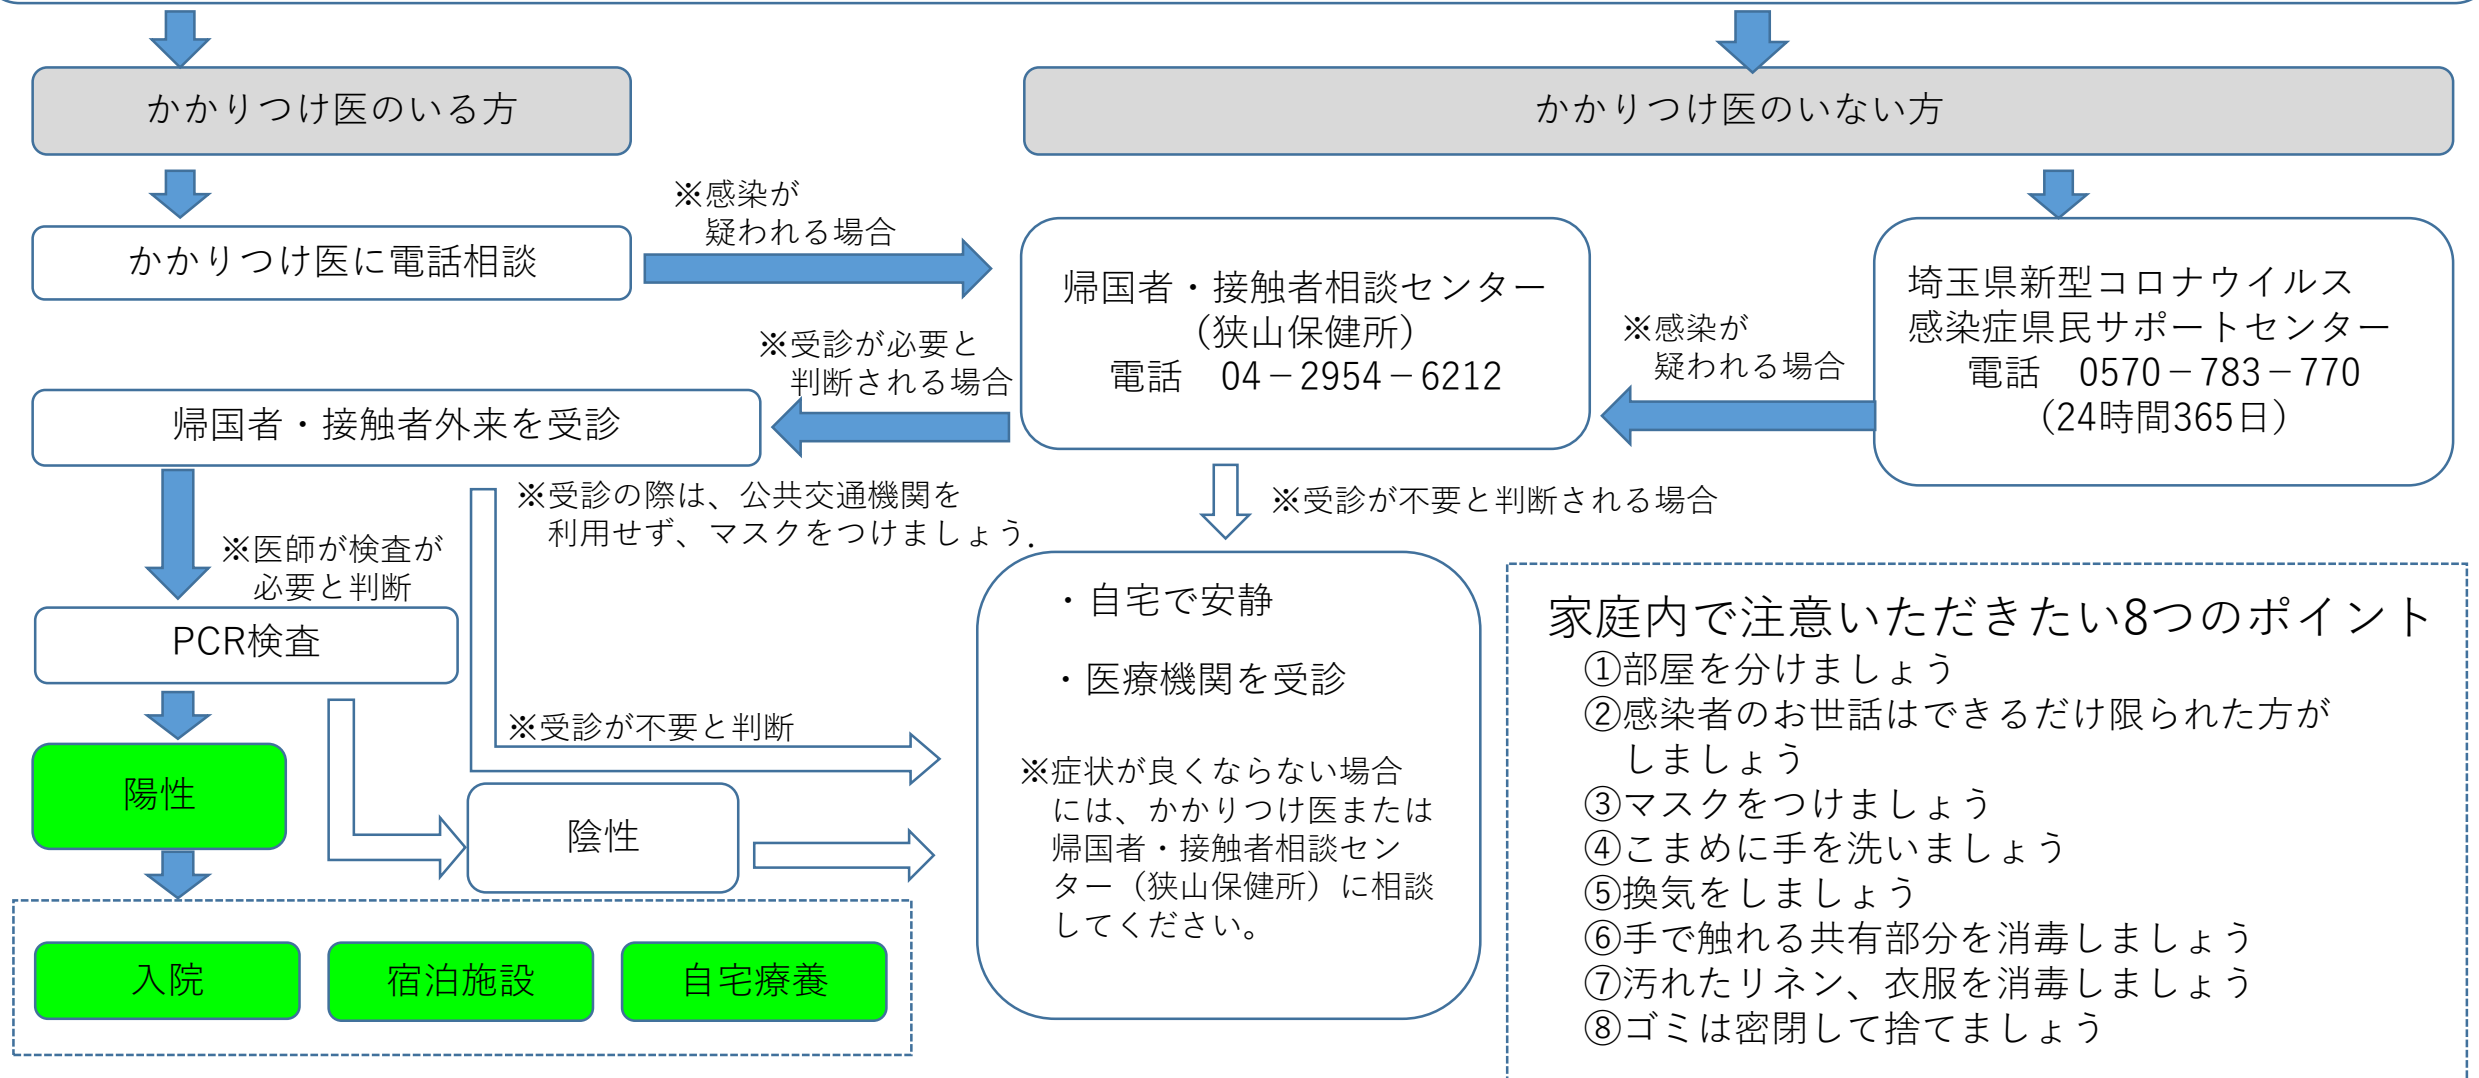 かかりつけ医のいる方
かかりつけ医のいない方
かかりつけ医に電話相談
※感染が
疑われる場合
帰国者・接触者相談センター
（狭山保健所）
電話　04－2954－6212
埼玉県新型コロナウイルス
感染症県民サポートセンター
電話　0570－783－770
（24時間365日）
※感染が
疑われる場合
※受診が必要と
判断される場合
帰国者・接触者外来を受診
※受診の際は、公共交通機関を
利用せず、マスクをつけましょう.
※受診が不要と判断される場合
※医師が検査が
必要と判断
PCR検査
※受診が不要と判断
陽性
陰性
入院
宿泊施設
自宅療養
・自宅で安静
・医療機関を受診
※症状が良くならない場合
には、かかりつけ医または
帰国者・接触者相談セン
ター（狭山保健所）に相談
してください。
家庭内で注意いただきたい8つのポイント
①部屋を分けましょう
②感染者のお世話はできるだけ限られた方が
しましょう
③マスクをつけましょう
④こまめに手を洗いましょう
⑤換気をしましょう
⑥手で触れる共有部分を消毒しましょう
⑦汚れたリネン、衣服を消毒しましょう
⑧ゴミは密閉して捨てましょう